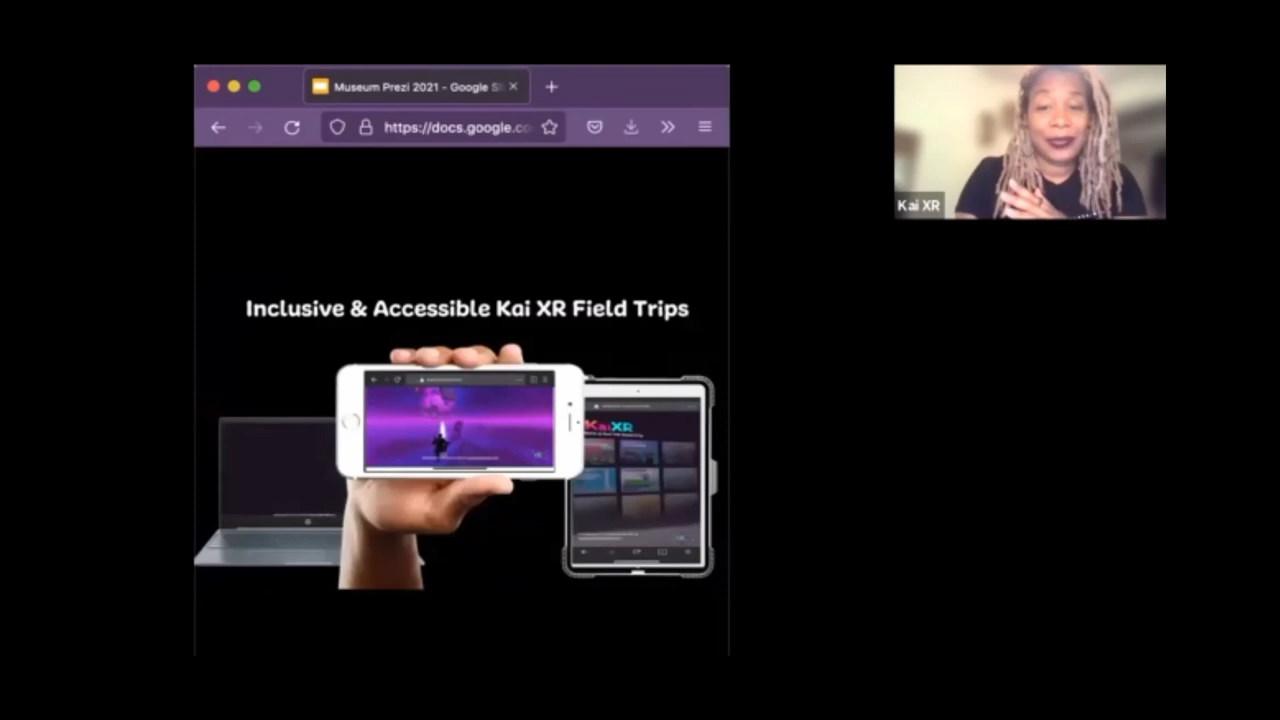 Museum Prezi 2021 - Google Sl
https://docs.google.co
Kai XR
Inclusive & Accessible Kai XR Field Trips
KaiXR